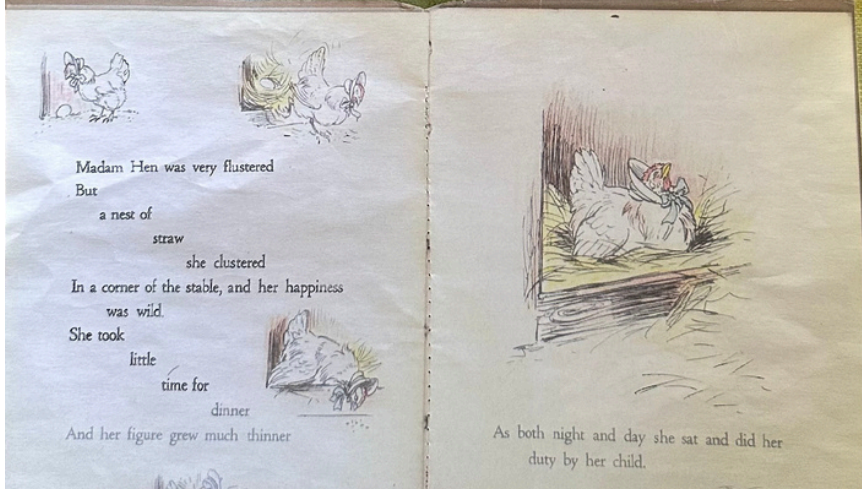 Madam Hen was very flustered
But
a nest of
straw
she clustered
In a corner of the stable, and her happiness
was wild.
She took
little
time for
dinner
And her figure grew much thinner
As both night and day she sat and did her
duty by her child.